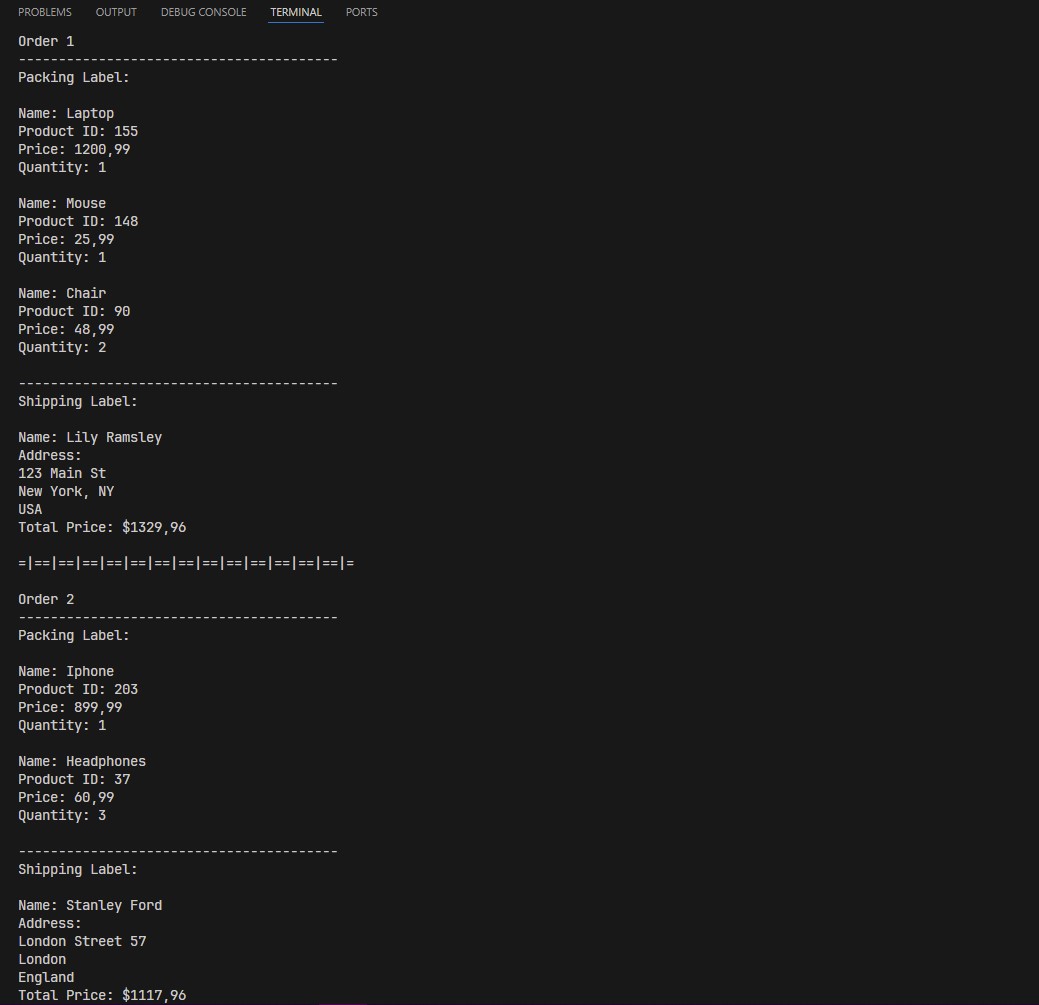 PROBLEMS OUTPUT DEBUG CONSOLE TERMINAL PORTS
Order 1
----------------------------------------
Packing Label:
Name: Laptop
Product ID: 155
Price: 1200,99
Quantity: 1
Name: Mouse
Product ID: 148
Price: 25,99
Quantity: 1
Name: Chair
Product ID: 90
Price: 48,99
Quantity: 2
----------------------------------------
Shipping Label:
Name: Lily Ramsley
Address:
123 Main St
New York, NY
USA
Total Price: $1329,96
=|==|==|==|==|==|==|==|==|==|==|==|==|==|=
Order 2
----------------------------------------
Packing Label:
Name: Iphone
Product ID: 203
Price: 899,99
Quantity: 1
Name: Headphones
Product ID: 37
Price: 60,99
Quantity: 3
----------------------------------------
Shipping Label:
Name: Stanley Ford
Address:
London Street 57
London
England
Total Price: $1117,96